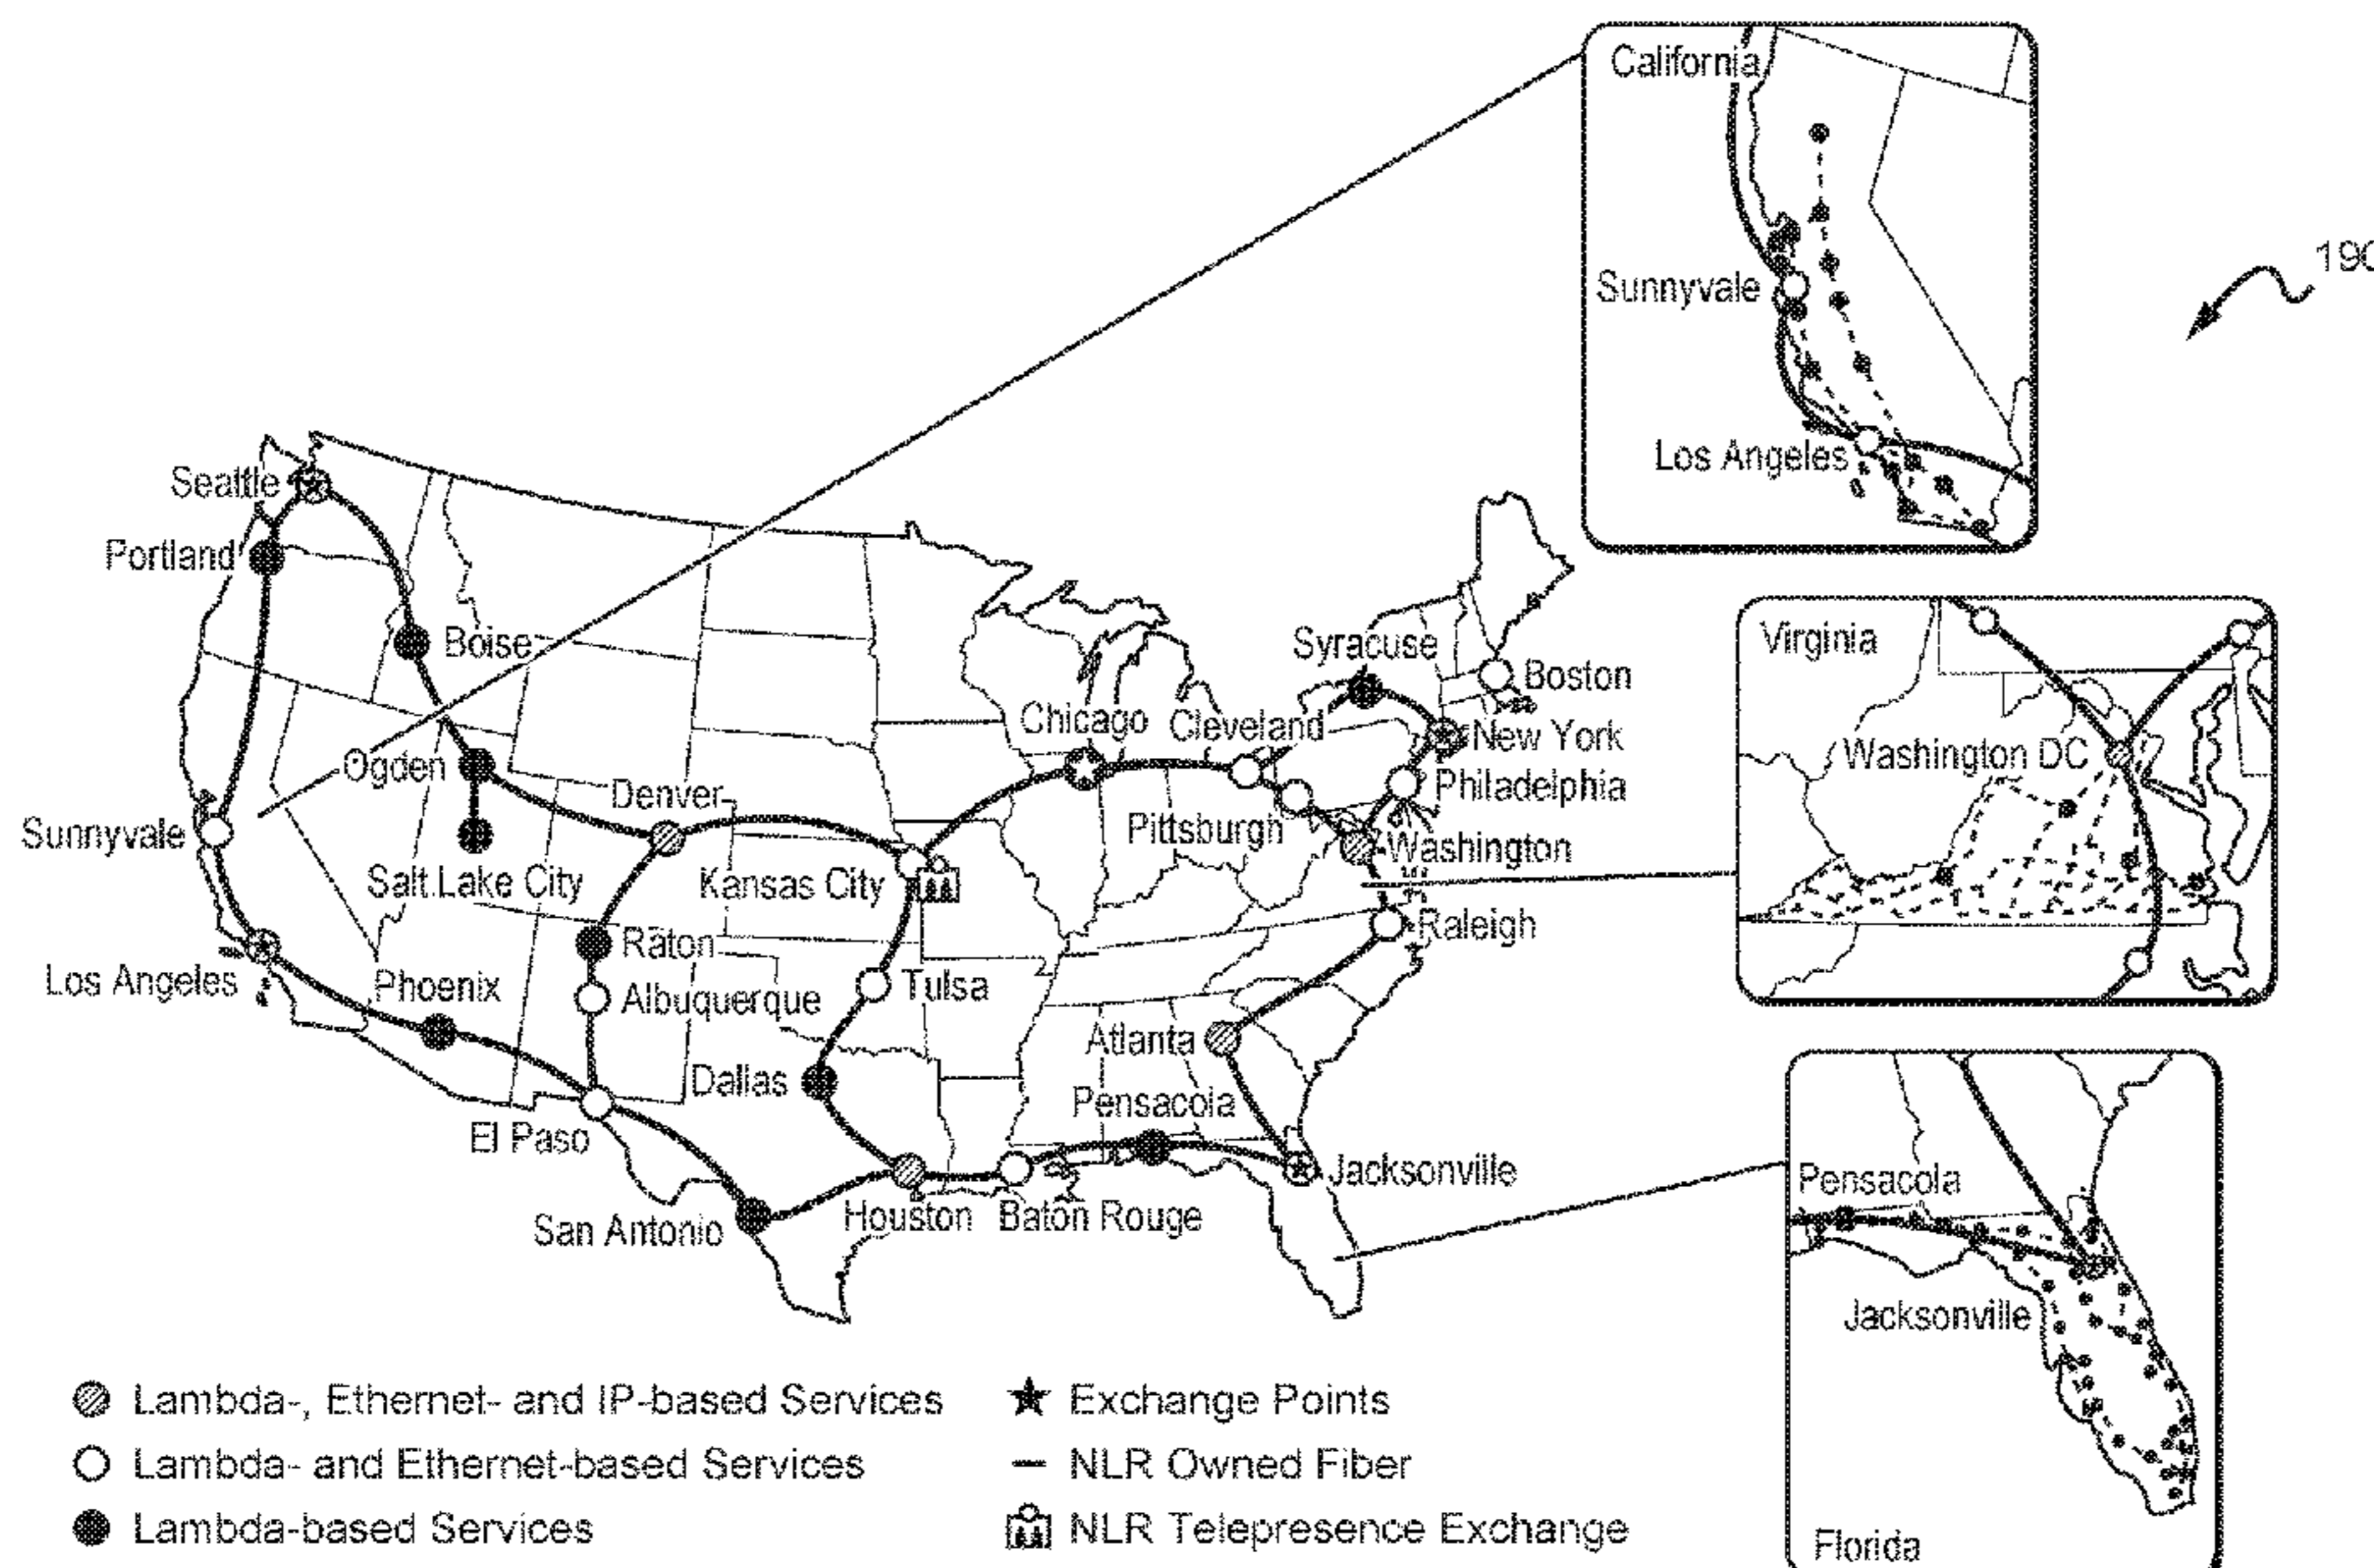 California
Sunnyvale
Los Angeles
Seattle
Portland
Boise
Ogden
Salt Lake City
Denver
Sunnyvale
Los Angeles
Phoenix
Raton
Albuquerque
El Paso
San Antonio
Kansas City
Tulsa
Dallas
Houston
Baton Rouge
Pensacola
Jacksonville
Atlanta
Raleigh
Washington
Pittsburgh
Philadelphia
New York
Boston
Syracuse
Cleveland
Chicago
Virginia
Washington DC
Pensacola
Jacksonville
Florida
Lambda-, Ethernet- and IP-based Services
Lambda- and Ethernet-based Services
Lambda-based Services
Exchange Points
NLR Owned Fiber
NLR Telepresence Exchange